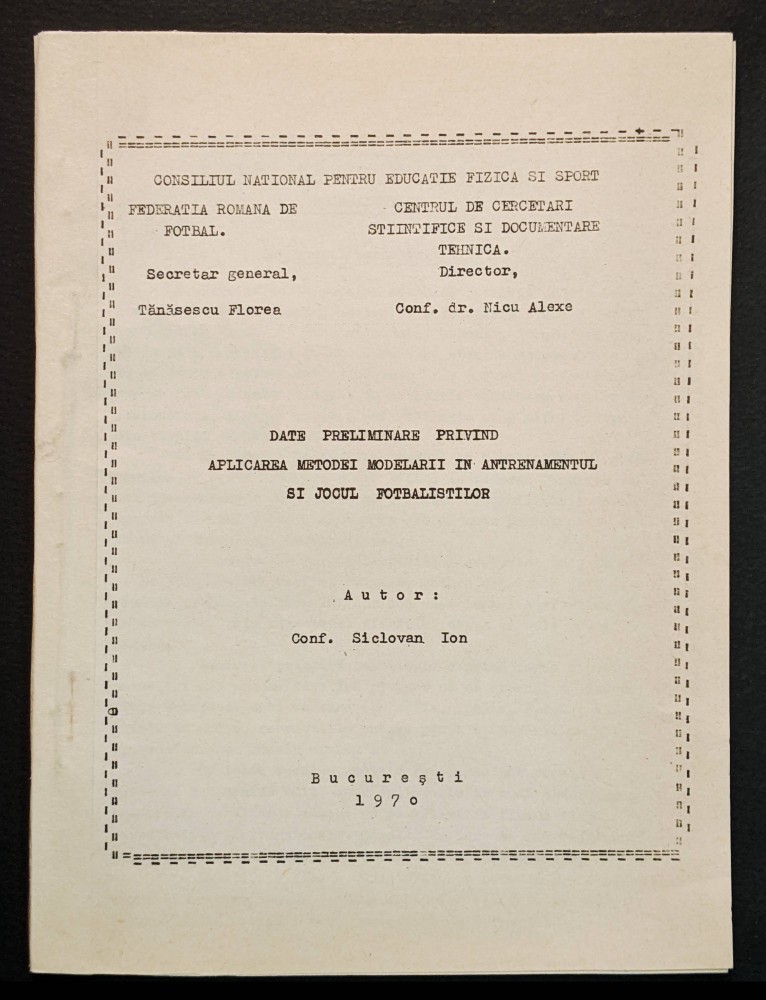 CONSILIUL NATIONAL PENTRU EDUCATIE FIZICA SI SPORT
FEDERATIA ROMANA DE
FOTBAL.
Secretar general,
Tănăsescu Florea
CENTRUL DE CERCETARI
STIINTIFICE SI DOCUMENTARE
TEHNICA.
Director,
Conf. dr. Nicu Alexe
DATE PRELIMINARE PRIVIND
APLICAREA METODEI MODELARII IN ANTRENAMENTUL
SI JOCUL FOTBALISTILOR
Autor:
Conf. Siclovan Ion
Bucureşti
1970